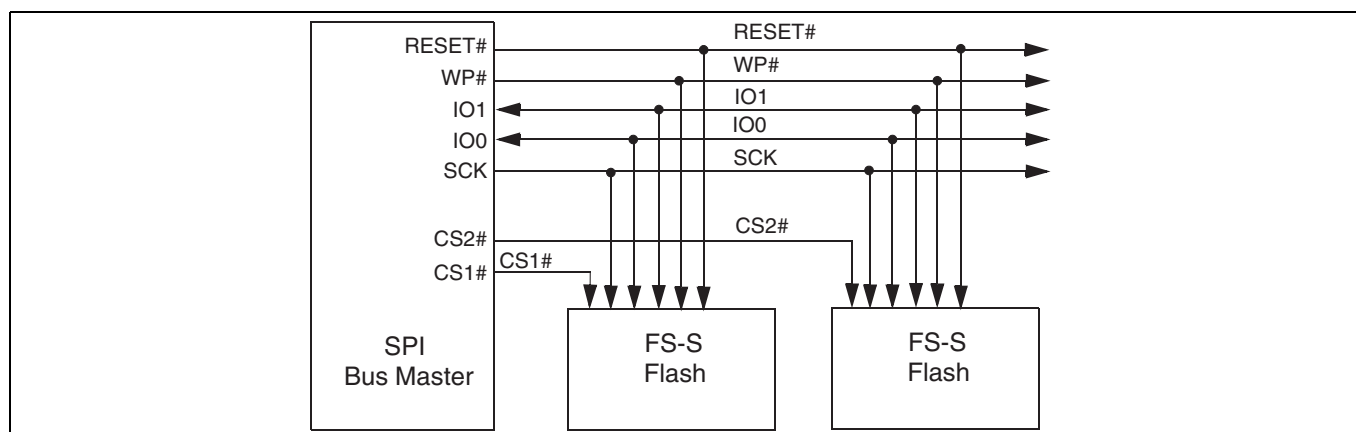 RESET#
RESET#
WP#
WP#
IO1
IO1
IO0
IO0
SCK
SCK
CS2#
CS2#
CS1#
CS1#
SPI
Bus Master
FS-S
Flash
FS-S
Flash